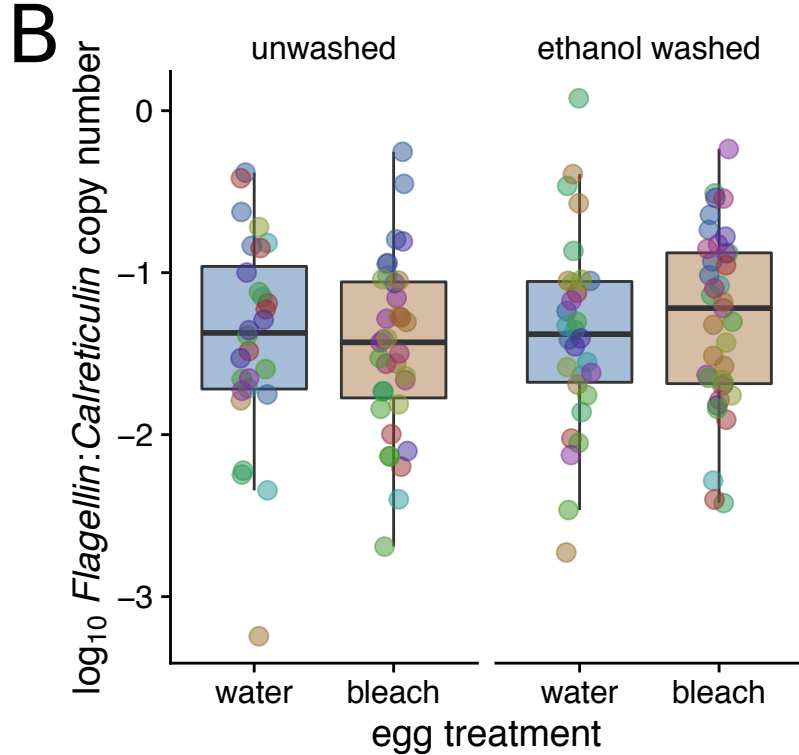 B
unwashed
ethanol washed
log₁₀ Flagellin:Calreticulin copy number
0
−1
−2
−3
water
bleach
water
bleach
egg treatment